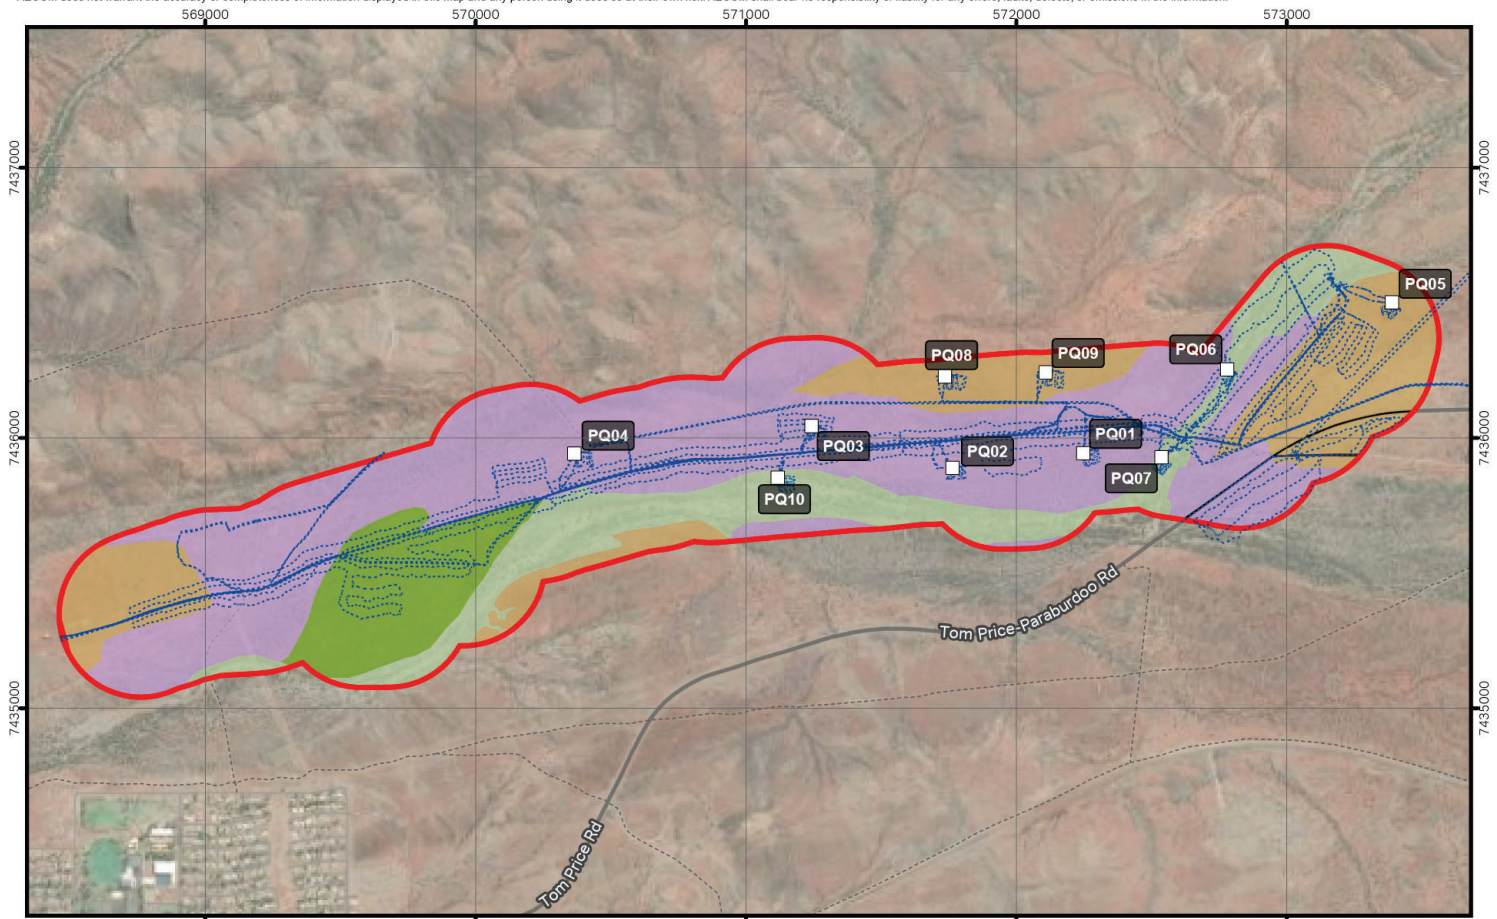 569000 570000 571000 572000 573000
7437000 7437000
PQ05
PQ08 PQ09 PQ06
PQ04 PQ03 PQ02 PQ01
7436000 7436000
PQ10 PQ07
Tom Price-Paraburdoo Rd
7435000 7435000
Tom Price Rd